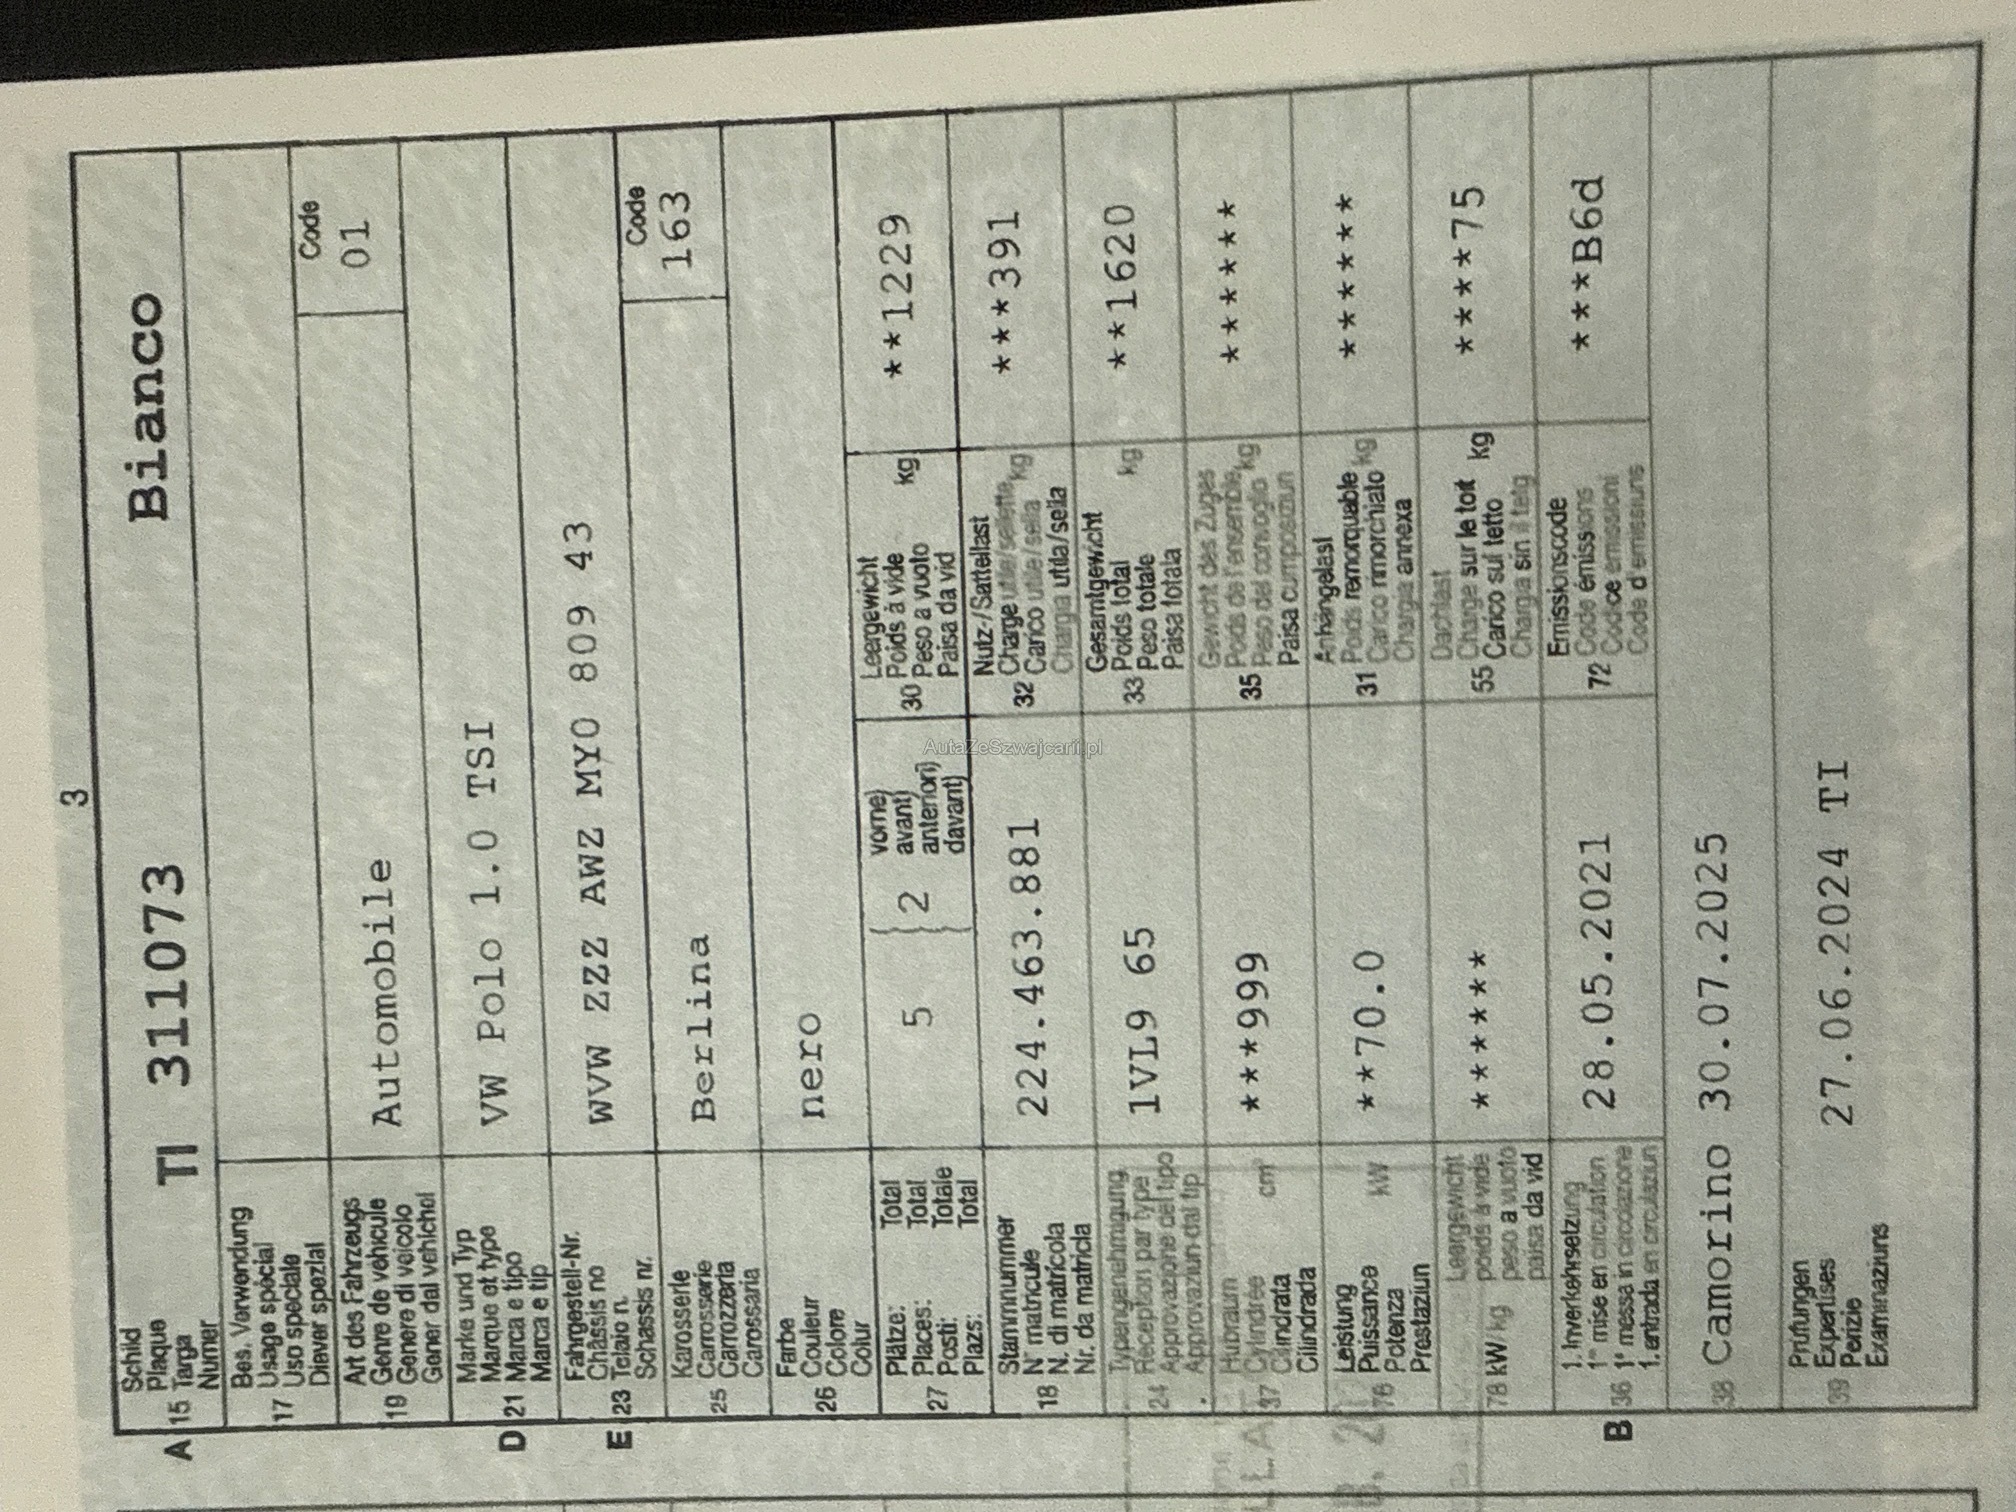 3
Schild
Plaque
A 15 Targa TI 311073 Bianco
Numer
Bes. Verwendung
Usage spécial
17 Uso speciale
Diever spezial
Art des Fahrzeugs Code
Genre de véhicule
19 Genere di veicolo Automobile 01
Gener dal vehichel
Marke und Typ
Marque et type
D 21 Marca e tipo VW Polo 1.0 TSI
Marca e tip
Fahrgestell-Nr.
Châssis no
E 23 Telaio n. WVW ZZZ AWZ MY0 809 43
Schassis nr.
Karosserie Code
Carrosserie
25 Carrozzeria Berlina 163
Carossaria
Farbe
Couleur
26 Colore nero
Colur
Plätze: Total vorne)
Places: Total avant)
27 Posti: Totale 5 { 2 anteriori)
Plazs: Total davant)
Leergewicht
Poids à vide
30 Peso a vuoto kg **1229
Paisa da vid
Stammnummer
N° matricule
18 N. di matricola 224.463.881
Nr. da matricla
Nutz-/Sattellast
Charge utile/sellette
32 Carico utile/sella kg ***391
Chargia utila/sella
Typengenehmigung
Réception par type
24 Approvazione del tipo 1VL9 65
Approvaziun dal tip
Gesamtgewicht
Poids total
33 Peso totale kg **1620
Paisa totala
Hubraum
Cylindrée
37 Cilindrata cm³ ***999
Cilindrada
Gewicht des Zuges
Poids de l'ensemble
35 Peso del convoglio kg ******
Paisa cumposiziun
Leistung
Puissance
76 Potenza kW **70.0
Prestaziun
Anhängelast
Poids remorquable
31 Carico rimorchiato kg ******
Chargia annexa
Leergewicht
poids à vide
78 kW/kg peso a vuoto ******
paisa da vid
Dachlast
Charge sur le toit
55 Carico sul tetto kg *****75
Chargia sin il tetg
1. Inverkehrsetzung
1re mise en circulation
B 36 1a messa in circolazione 28.05.2021
1. entrada en circulaziun
Emissionscode
Code émissions
72 Codice emissioni ***B6d
Code d'emissiuns
38 Camorino 30.07.2025
Prüfungen
Expertises
39 Perizie 27.06.2024 TI
Examinaziuns
AutaZeSzwajcarii.pl